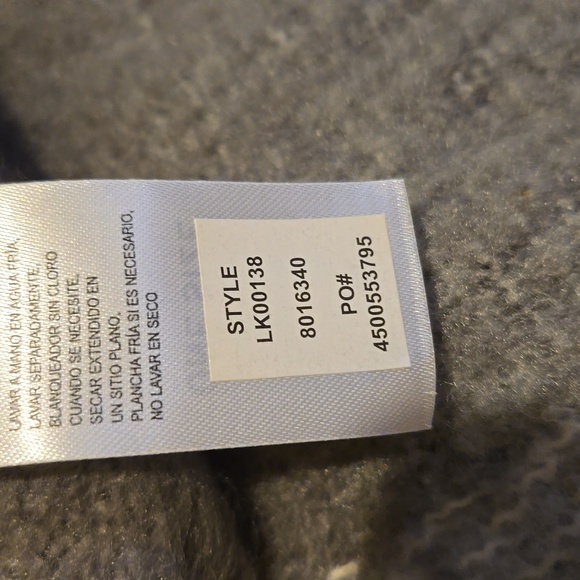 LAVAR A MANO EN AGUA FRÍA,
LAVAR SEPARADAMENTE,
BLANQUEADOR SIN CLORO
CUANDO SE NECESITE,
SECAR EXTENDIDO EN
UN SITIO PLANO,
PLANCHA FRÍA SI ES NECESARIO,
NO LAVAR EN SECO
STYLE
LK00138
8016340
PO#
4500553795